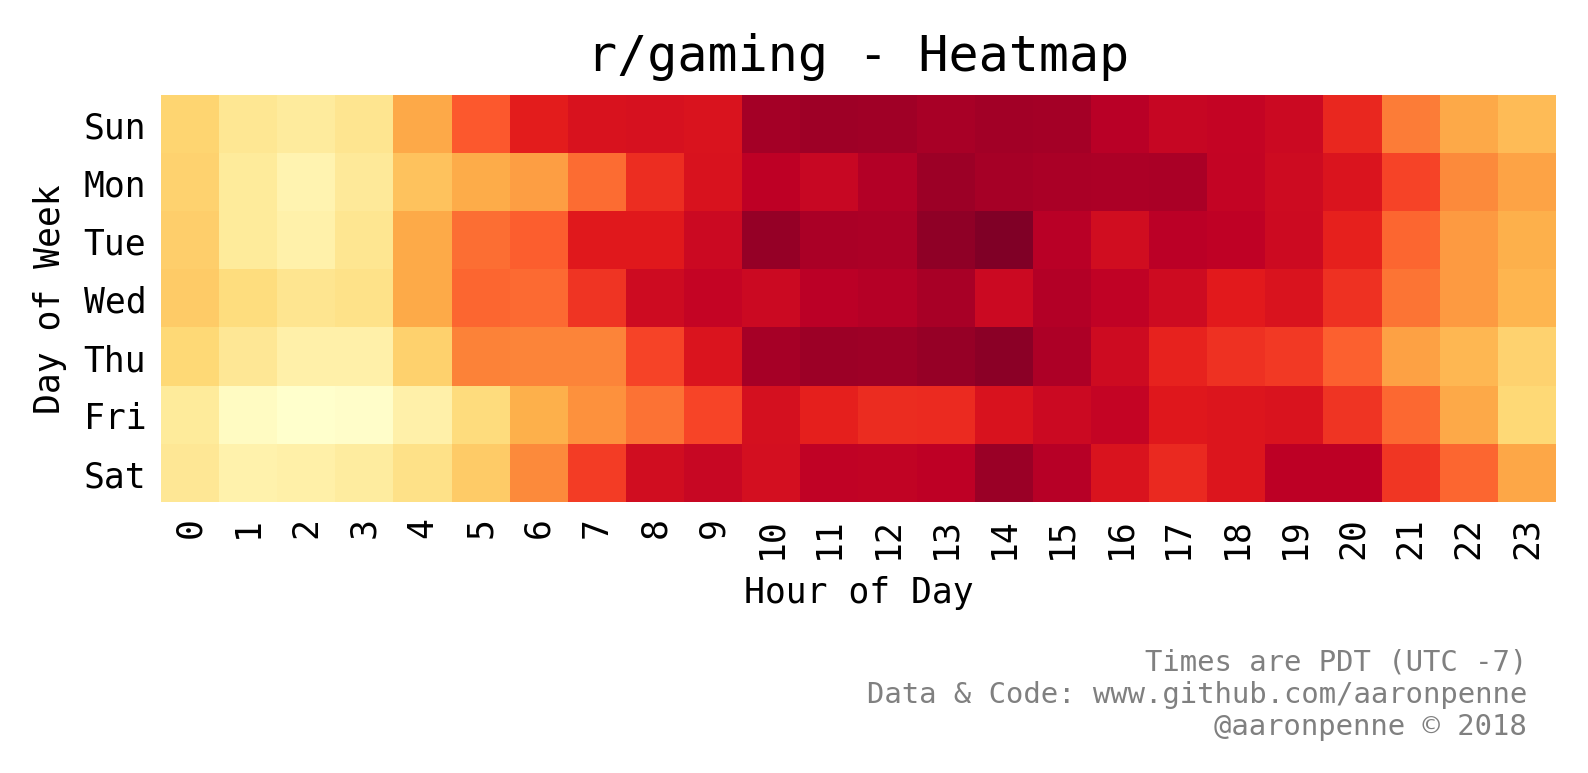 r/gaming - Heatmap
Day of Week
Sun
Mon
Tue
Wed
Thu
Fri
Sat
0 1 2 3 4 5 6 7 8 9 10 11 12 13 14 15 16 17 18 19 20 21 22 23
Hour of Day
Times are PDT (UTC -7)
Data & Code: www.github.com/aaronpenne
@aaronpenne © 2018